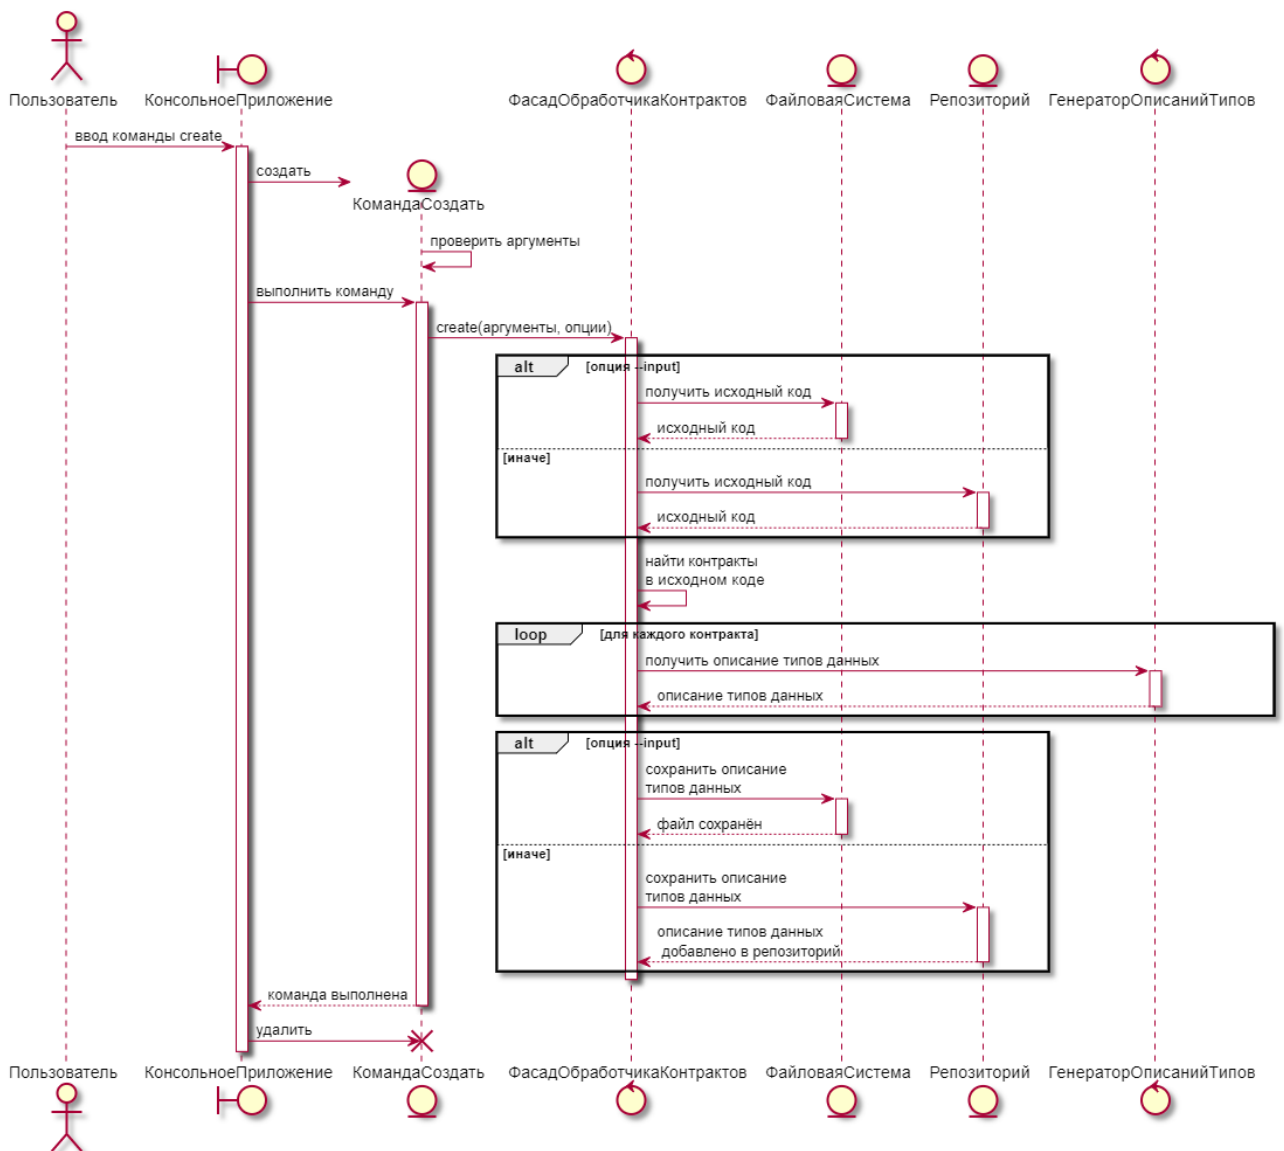 Пользователь
КонсольноеПриложение
ФасадОбработчикаКонтрактов
ФайловаяСистема
Репозиторий
ГенераторОписанийТипов
ввод команды create
создать
КомандаСоздать
проверить аргументы
выполнить команду
create(аргументы, опции)
alt [опция --input]
получить исходный код
исходный код
[иначе]
получить исходный код
исходный код
найти контракты
в исходном коде
loop [для каждого контракта]
получить описание типов данных
описание типов данных
alt [опция --input]
сохранить описание
типов данных
файл сохранён
[иначе]
сохранить описание
типов данных
описание типов данных
добавлено в репозиторий
команда выполнена
удалить
Пользователь
КонсольноеПриложение
КомандаСоздать
ФасадОбработчикаКонтрактов
ФайловаяСистема
Репозиторий
ГенераторОписанийТипов